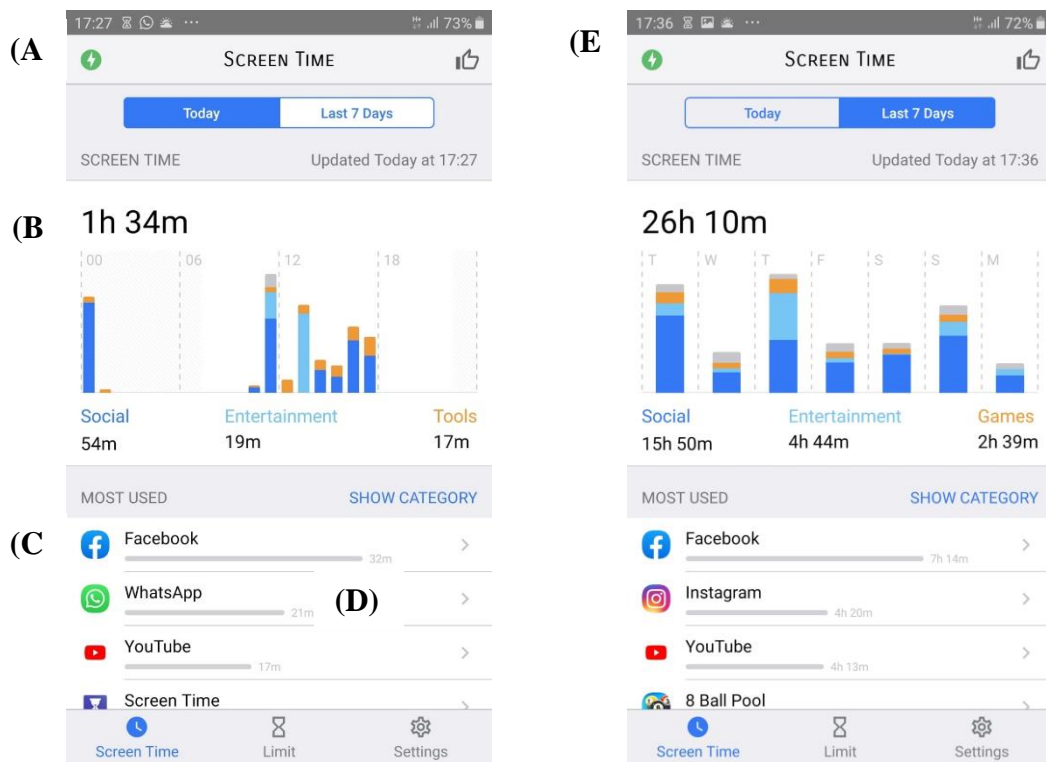 17:27 ... 73%
(A
SCREEN TIME
Today Last 7 Days
SCREEN TIME Updated Today at 17:27
(B
1h 34m
00 06 12 18
Social Entertainment Tools
54m 19m 17m
MOST USED SHOW CATEGORY
(C
Facebook
32m
WhatsApp
21m
(D)
YouTube
17m
Screen Time
Screen Time Limit Settings
17:36 ... 72%
(E
SCREEN TIME
Today Last 7 Days
SCREEN TIME Updated Today at 17:36
26h 10m
T W T F S S M
Social Entertainment Games
15h 50m 4h 44m 2h 39m
MOST USED SHOW CATEGORY
Facebook
7h 14m
Instagram
4h 20m
YouTube
4h 13m
8 Ball Pool
Screen Time Limit Settings